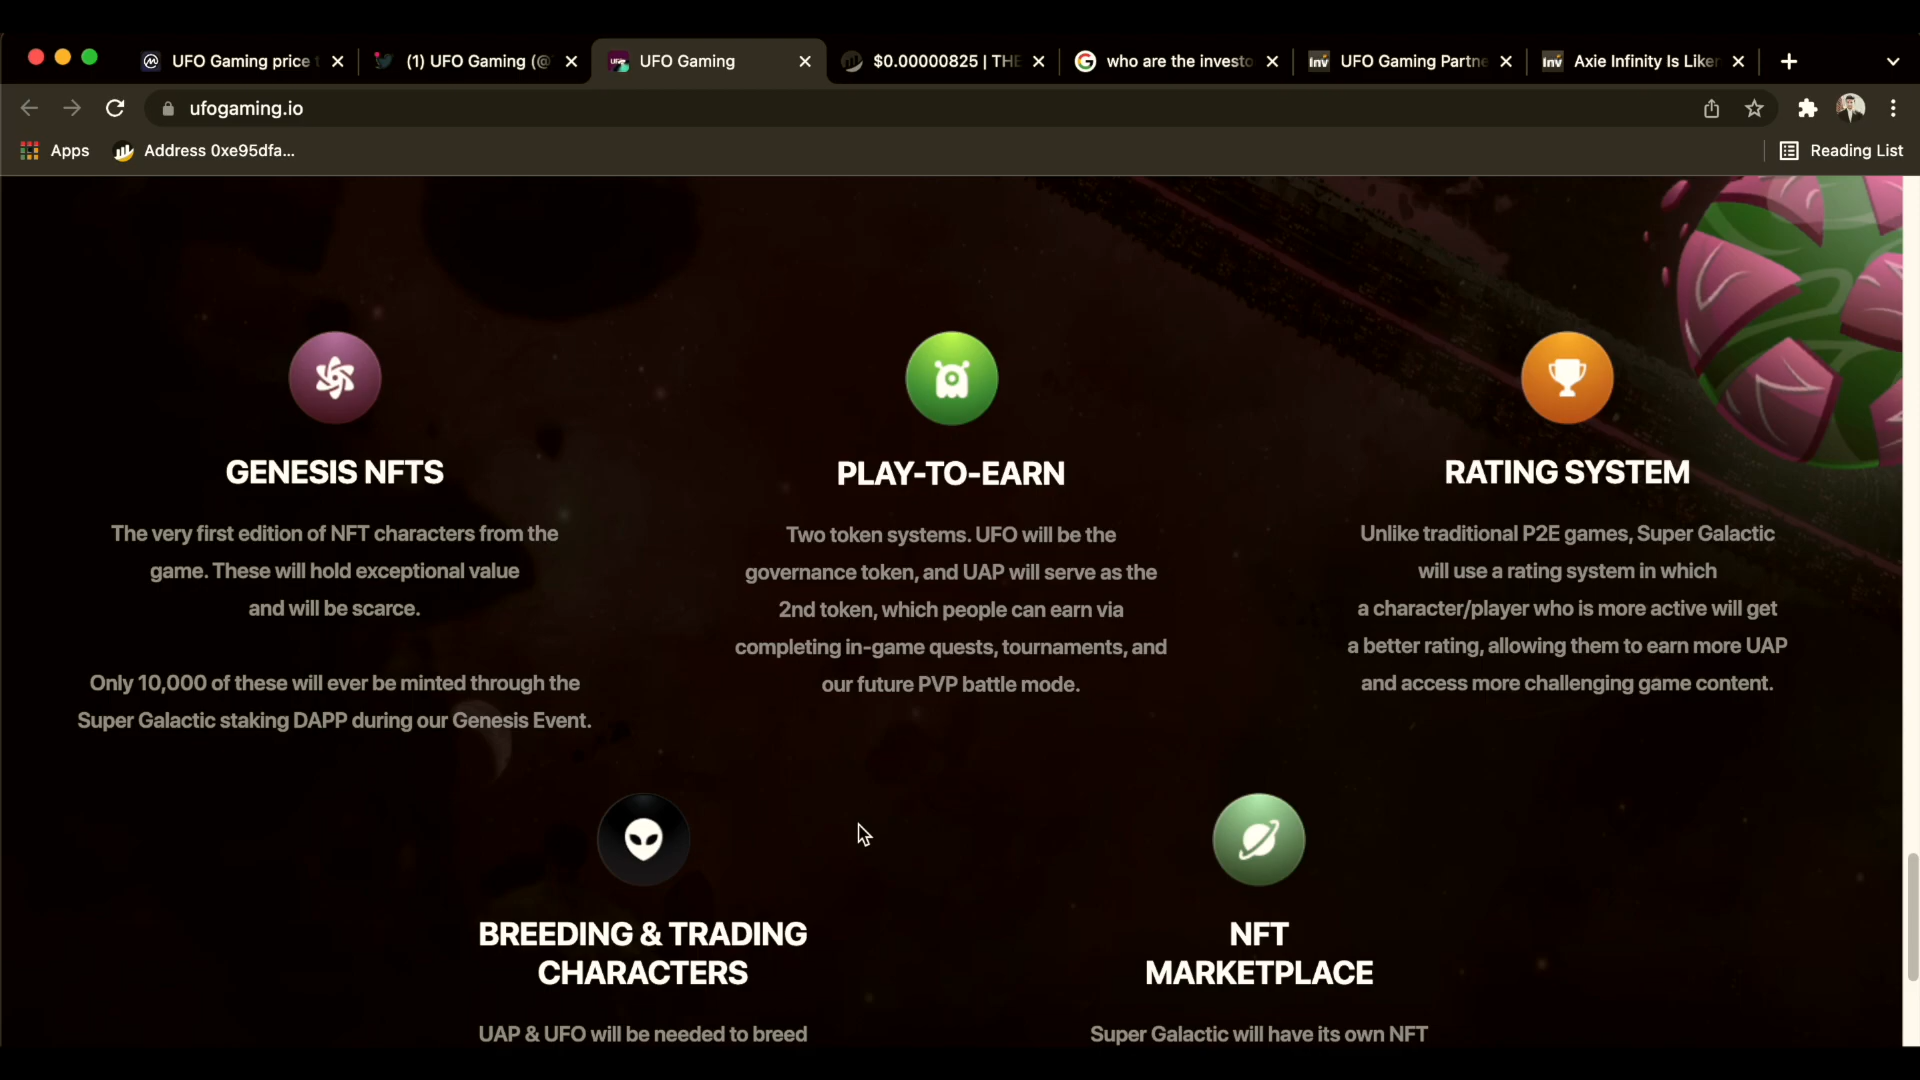 UFO Gaming price
(1) UFO Gaming (@
UFO Gaming
$0.00000825 | THE
who are the investo
UFO Gaming Partne
Axie Infinity Is Liker
ufogaming.io
Apps
Address 0xe95dfa...
Reading List
GENESIS NFTS
The very first edition of NFT characters from the
game. These will hold exceptional value
and will be scarce.
Only 10,000 of these will ever be minted through the
Super Galactic staking DAPP during our Genesis Event.
PLAY-TO-EARN
Two token systems. UFO will be the
governance token, and UAP will serve as the
2nd token, which people can earn via
completing in-game quests, tournaments, and
our future PVP battle mode.
RATING SYSTEM
Unlike traditional P2E games, Super Galactic
will use a rating system in which
a character/player who is more active will get
a better rating, allowing them to earn more UAP
and access more challenging game content.
BREEDING & TRADING
CHARACTERS
UAP & UFO will be needed to breed
NFT
MARKETPLACE
Super Galactic will have its own NFT